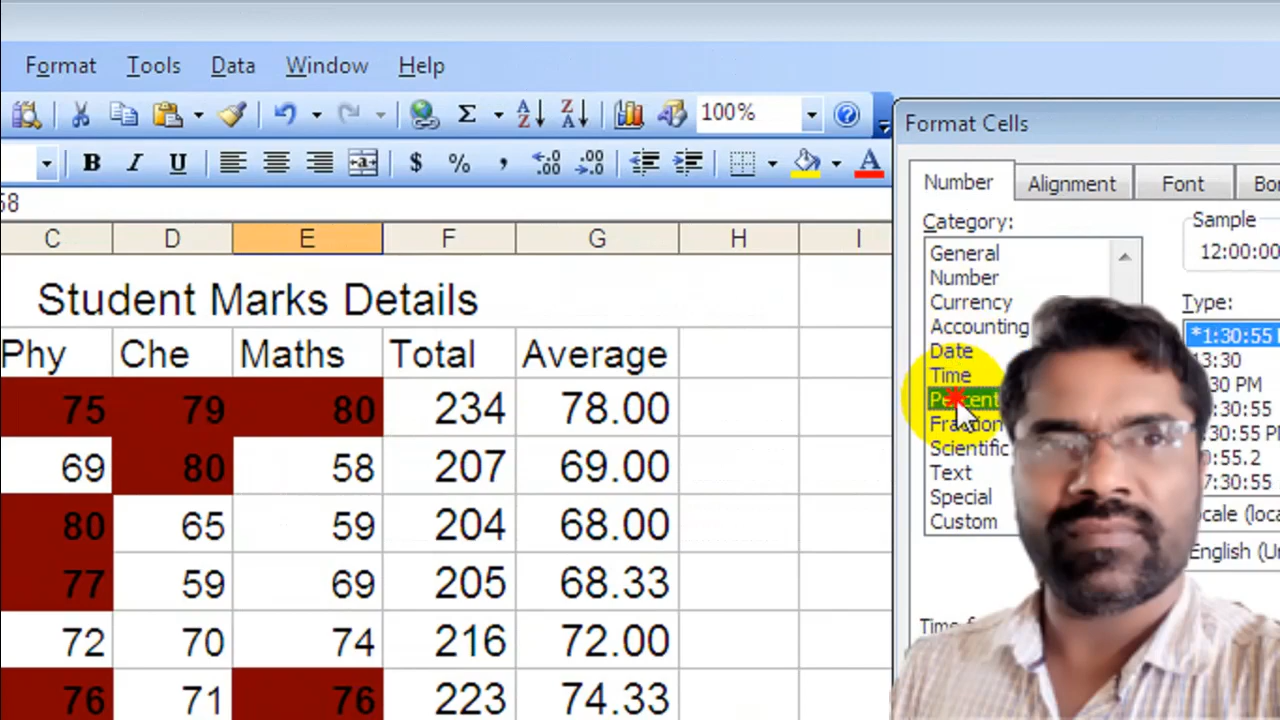 Format Tools Data Window Help
Σ 100%
B I U $ % , A
58
Format Cells
Number Alignment Font
Category:
General
Number
Currency
Accounting
Date
Time
Percent
Fraction
Scientific
Text
Special
Custom
Sample
12:00:00
Type:
*1:30:55
13:30
C D E F G H I
Student Marks Details
Phy Che Maths Total Average
75 79 80 234 78.00
69 80 58 207 69.00
80 65 59 204 68.00
77 59 69 205 68.33
72 70 74 216 72.00
76 71 76 223 74.33